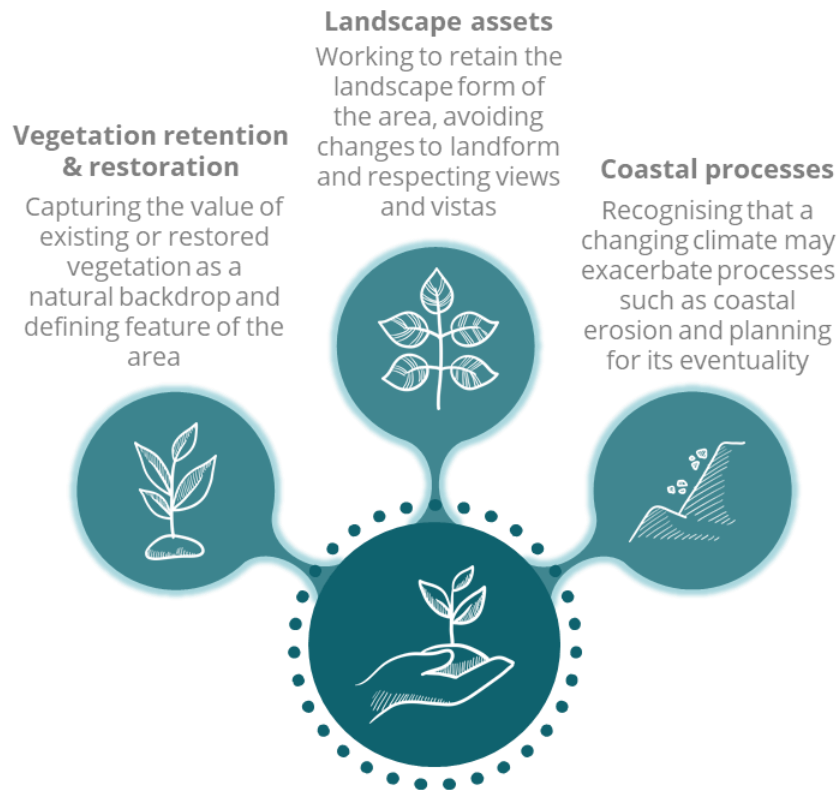 Landscape assets
Working to retain the
landscape form of
the area, avoiding
changes to landform
and respecting views
and vistas
Vegetation retention
& restoration
Capturing the value of
existing or restored
vegetation as a
natural backdrop and
defining feature of the
area
Coastal processes
Recognising that a
changing climate may
exacerbate processes
such as coastal
erosion and planning
for its eventuality